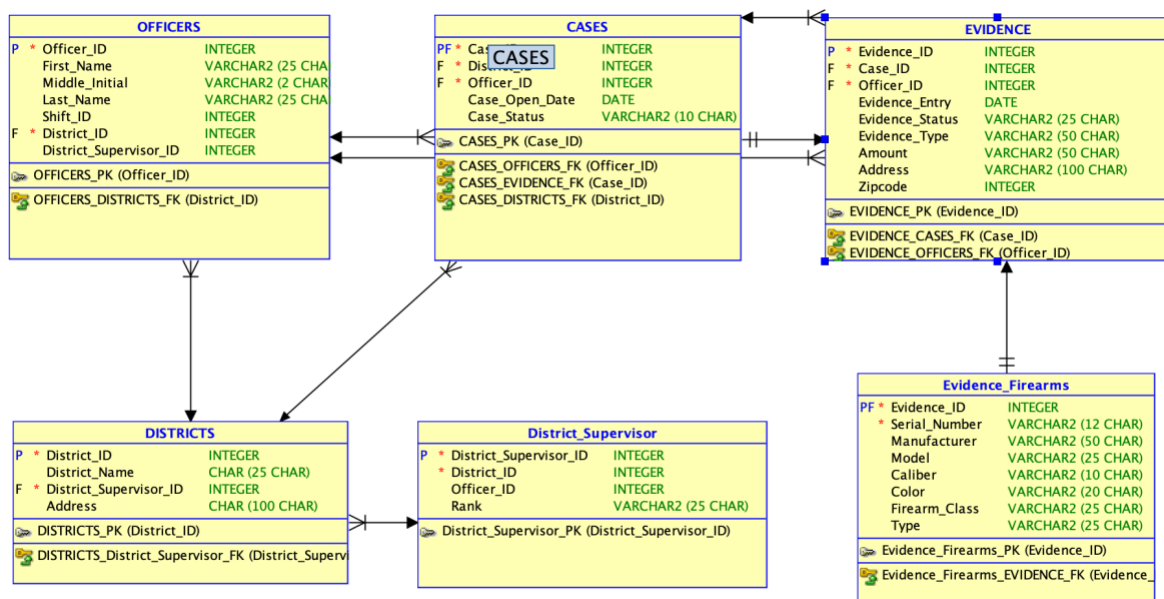 OFFICERS
P * Officer_ID INTEGER
First_Name VARCHAR2 (25 CHA
Middle_Initial VARCHAR2 (2 CHAR
Last_Name VARCHAR2 (25 CHA
Shift_ID INTEGER
F * District_ID INTEGER
District_Supervisor_ID INTEGER
OFFICERS_PK (Officer_ID)
OFFICERS_DISTRICTS_FK (District_ID)
CASES
PF * Cas INTEGER
CASES
F * Dis INTEGER
F * Officer_ID INTEGER
Case_Open_Date DATE
Case_Status VARCHAR2 (10 CHAR)
CASES_PK (Case_ID)
CASES_OFFICERS_FK (Officer_ID)
CASES_EVIDENCE_FK (Case_ID)
CASES_DISTRICTS_FK (District_ID)
EVIDENCE
P * Evidence_ID INTEGER
F * Case_ID INTEGER
F * Officer_ID INTEGER
Evidence_Entry DATE
Evidence_Status VARCHAR2 (25 CHAR)
Evidence_Type VARCHAR2 (50 CHAR)
Amount VARCHAR2 (50 CHAR)
Address VARCHAR2 (100 CHAR)
Zipcode INTEGER
EVIDENCE_PK (Evidence_ID)
EVIDENCE_CASES_FK (Case_ID)
EVIDENCE_OFFICERS_FK (Officer_ID)
DISTRICTS
P * District_ID INTEGER
District_Name CHAR (25 CHAR)
F * District_Supervisor_ID INTEGER
Address CHAR (100 CHAR)
DISTRICTS_PK (District_ID)
DISTRICTS_District_Supervisor_FK (District_Superv
District_Supervisor
P * District_Supervisor_ID INTEGER
* District_ID INTEGER
Officer_ID INTEGER
Rank VARCHAR2 (25 CHAR)
District_Supervisor_PK (District_Supervisor_ID)
Evidence_Firearms
PF * Evidence_ID INTEGER
* Serial_Number VARCHAR2 (12 CHAR)
Manufacturer VARCHAR2 (50 CHAR)
Model VARCHAR2 (25 CHAR)
Caliber VARCHAR2 (10 CHAR)
Color VARCHAR2 (20 CHAR)
Firearm_Class VARCHAR2 (25 CHAR)
Type VARCHAR2 (25 CHAR)
Evidence_Firearms_PK (Evidence_ID)
Evidence_Firearms_EVIDENCE_FK (Evidence_